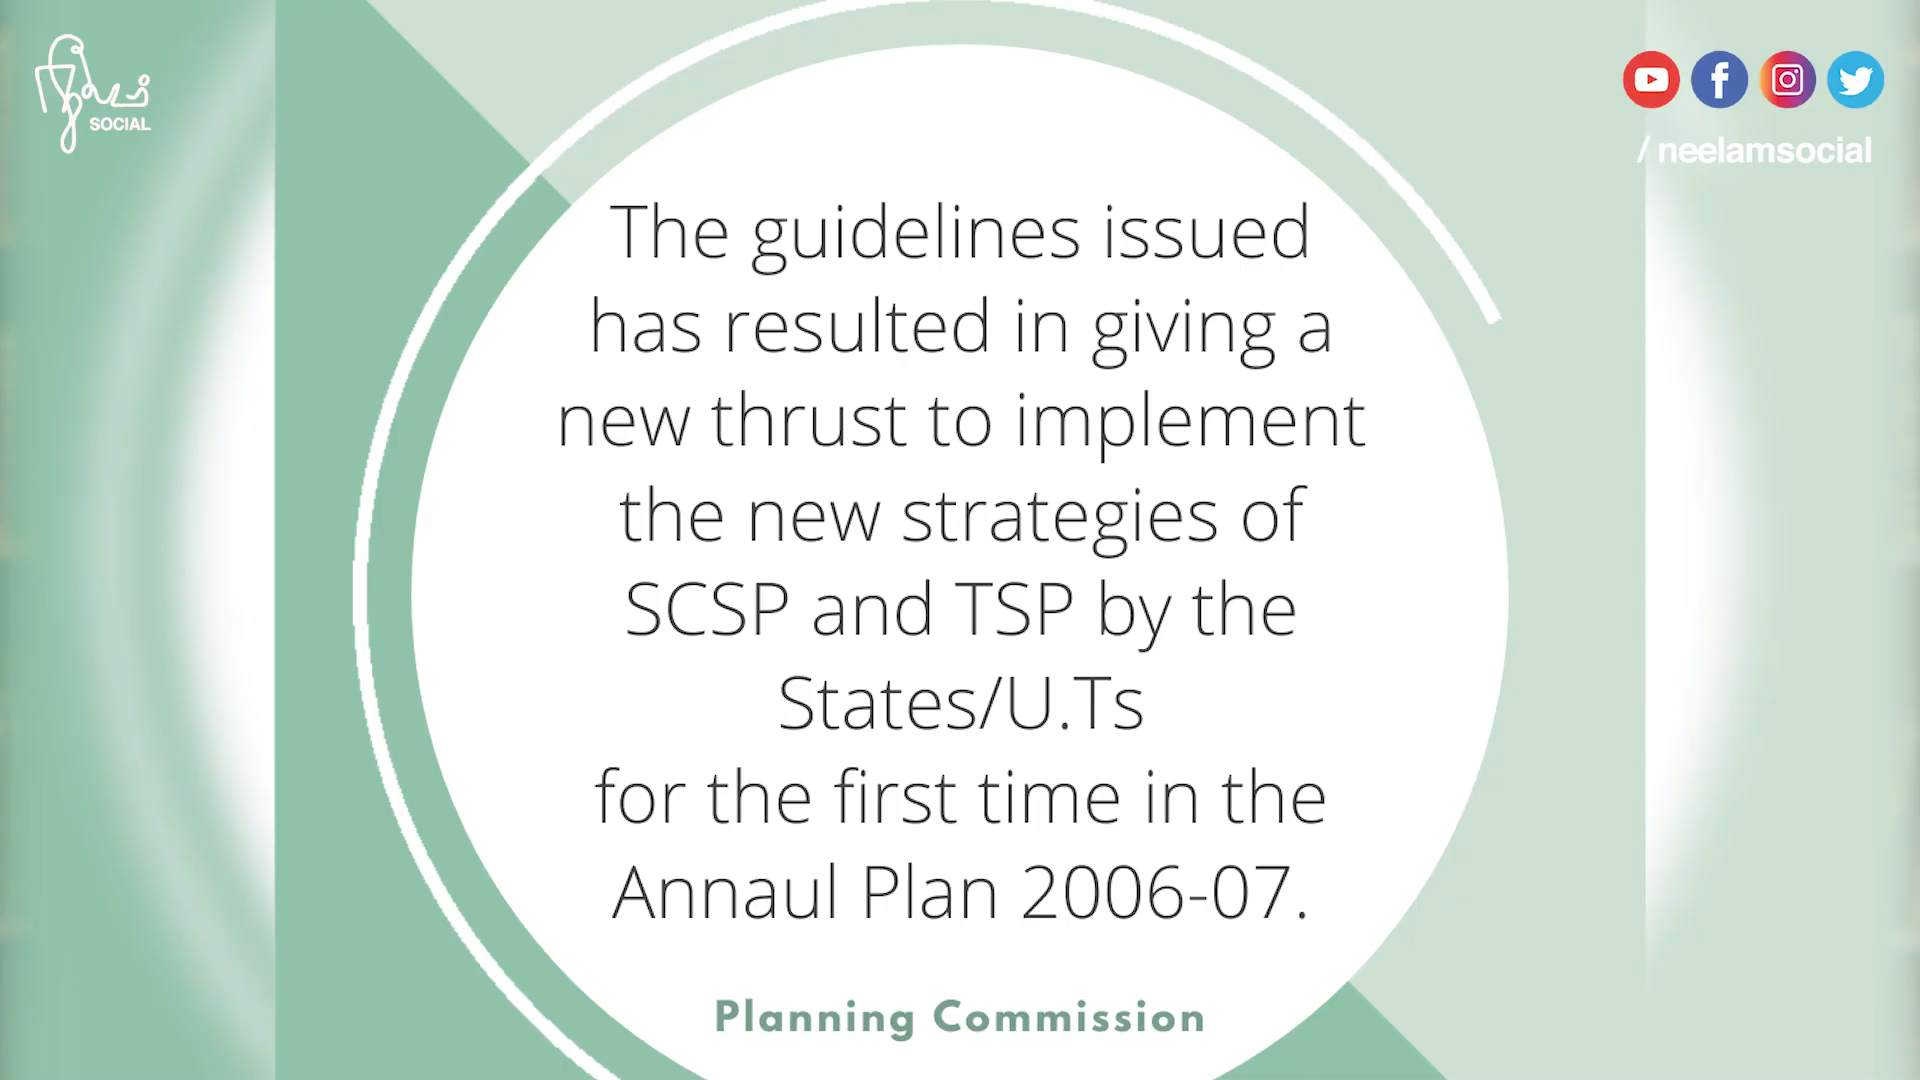 நீலம்
SOCIAL
/ neelamsocial
The guidelines issued
has resulted in giving a
new thrust to implement
the new strategies of
SCSP and TSP by the
States/U.Ts
for the first time in the
Annaul Plan 2006-07.
Planning Commission